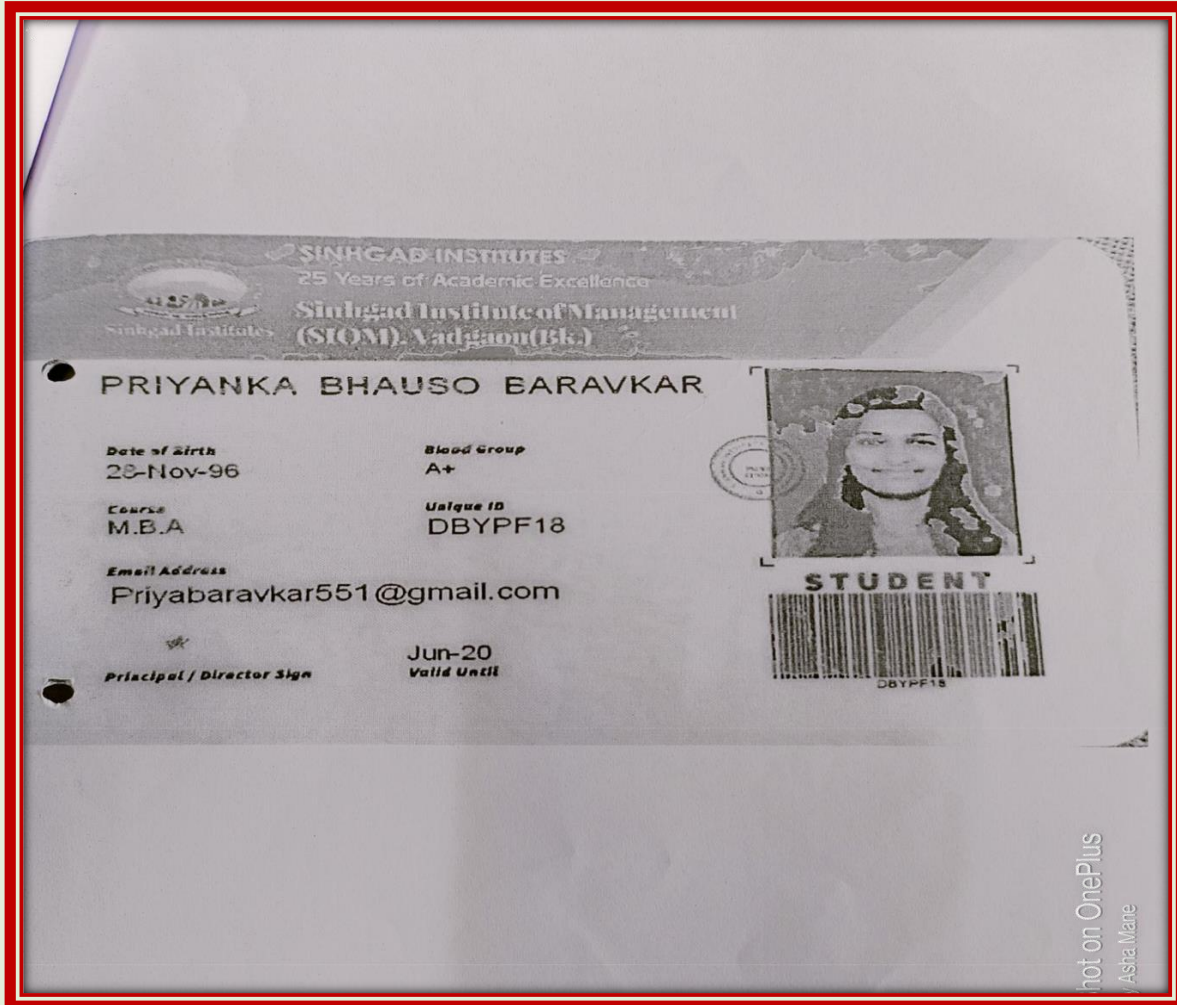 SINHGAD INSTITUTES
25 Years of Academic Excellence
Sinhgad Institute of Management
(SIOM), Vadgaon(Bk.)
Sinhgad Institutes
PRIYANKA BHAUSO BARAVKAR
Date of Birth
28-Nov-96
Blood Group
A+
Course
M.B.A
Unique ID
DBYPF18
Email Address
Priyabaravkar551@gmail.com
Principal / Director Sign
Jun-20
Valid Until
STUDENT
DBYPF18
hot on OnePlus
y Asha Mane